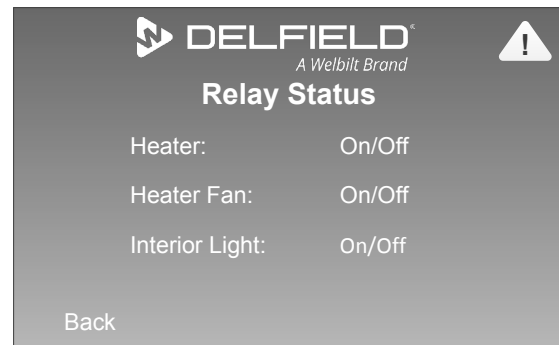 DELFIELD®
A Welbilt Brand
!
Relay Status
Heater: On/Off
Heater Fan: On/Off
Interior Light: On/Off
Back